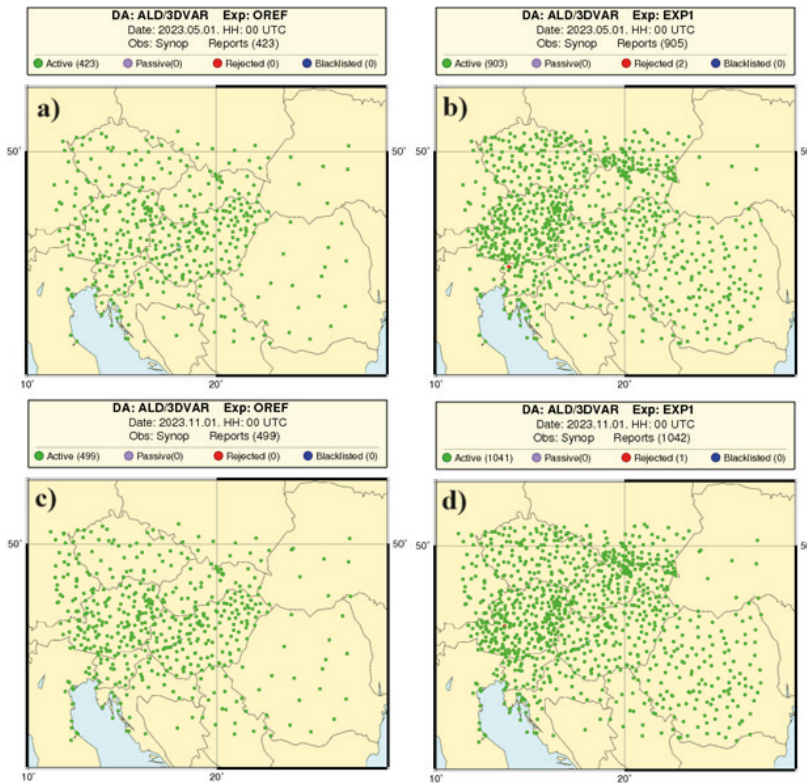 DA: ALD/3DVAR Exp: OREF
Date: 2023.05.01. HH: 00 UTC
Obs: Synop Reports (423)
Active (423) Passive(0) Rejected (0) Blacklisted (0)
a)
50°
10° 20°
DA: ALD/3DVAR Exp: EXP1
Date: 2023.05.01. HH: 00 UTC
Obs: Synop Reports (905)
Active (903) Passive(0) Rejected (2) Blacklisted (0)
b)
50°
10° 20°
DA: ALD/3DVAR Exp: OREF
Date: 2023.11.01. HH: 00 UTC
Obs: Synop Reports (499)
Active (499) Passive(0) Rejected (0) Blacklisted (0)
c)
50° 50°
10° 20°
DA: ALD/3DVAR Exp: EXP1
Date: 2023.11.01. HH: 00 UTC
Obs: Synop Reports (1042)
Active (1041) Passive(0) Rejected (1) Blacklisted (0)
d)
50°
10° 20°